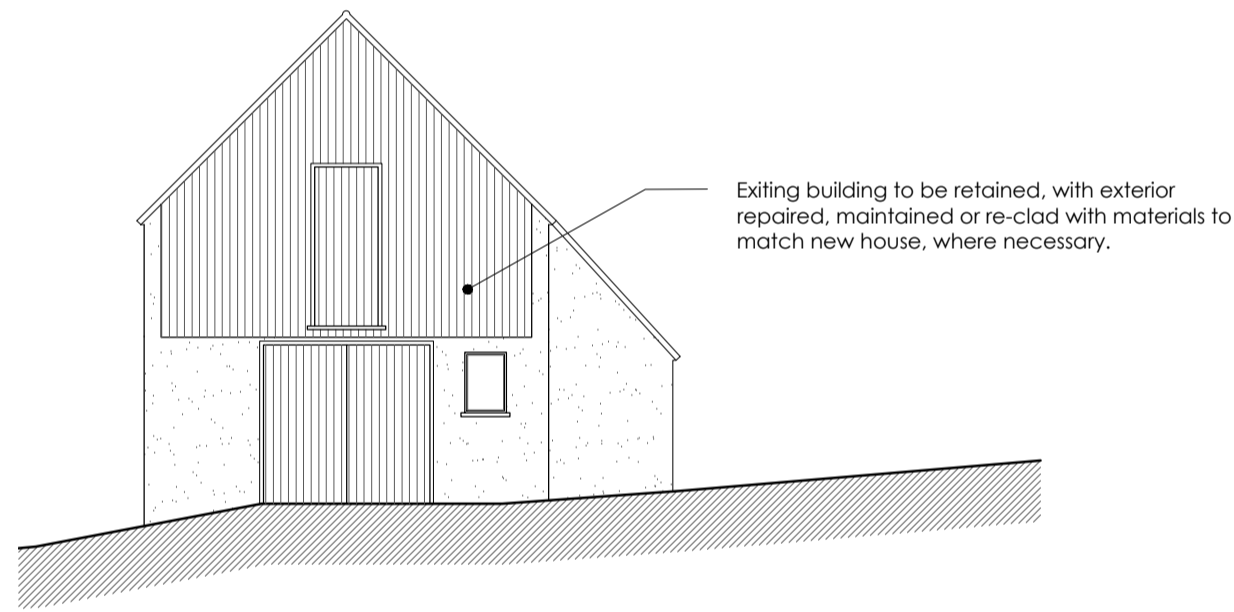 Exiting building to be retained, with exterior
repaired, maintained or re-clad with materials to
match new house, where necessary.